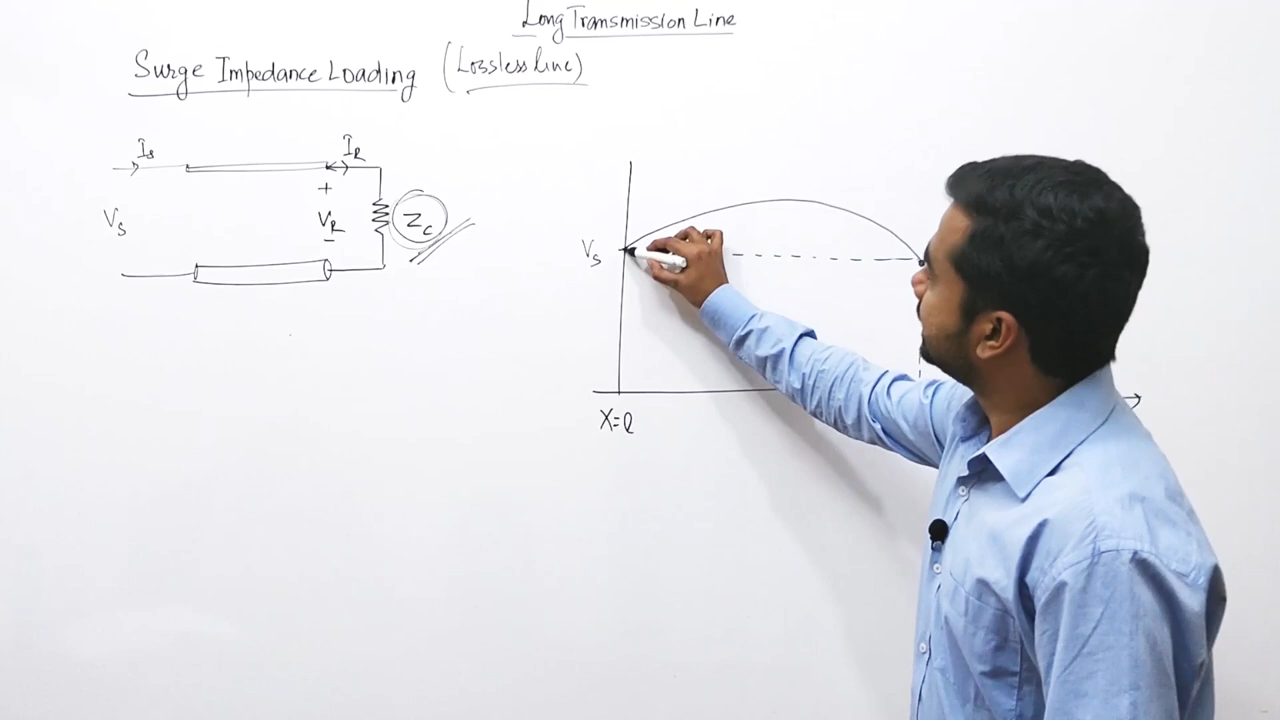 Long Transmission Line
Surge Impedance Loading (Lossless line)
Is
IR
+
Vs
VR
-
Zc
Vs
X=l